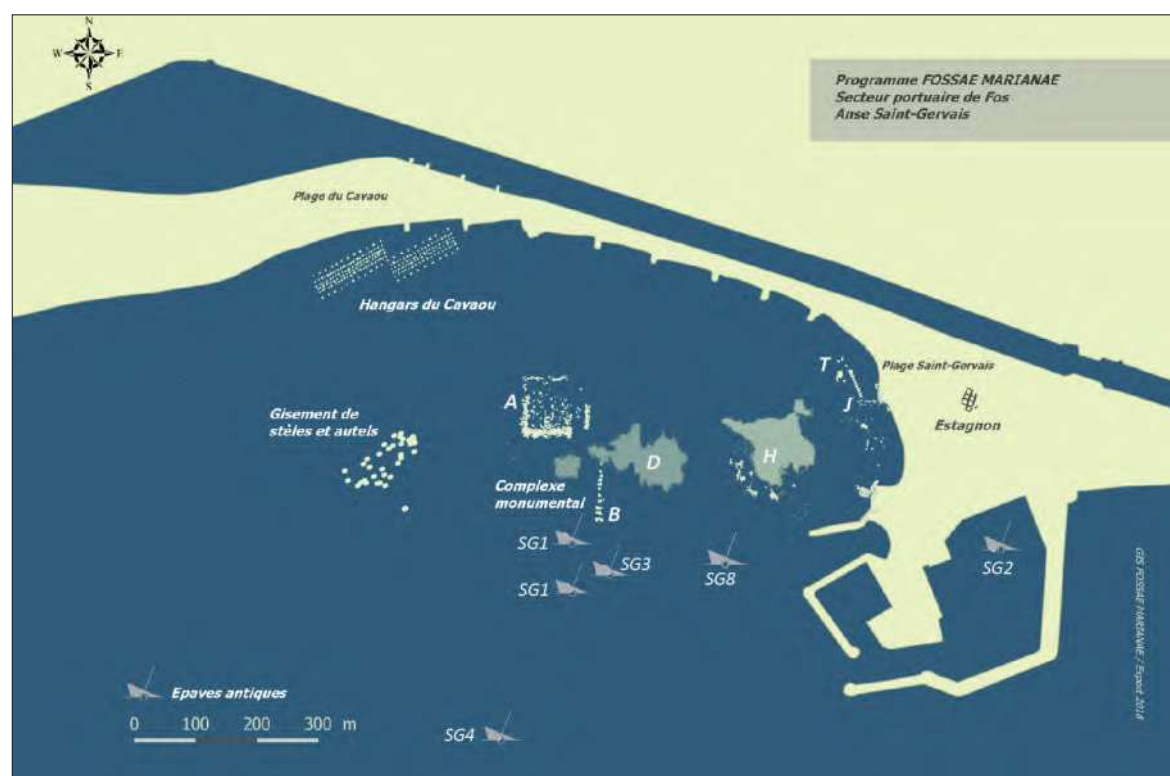 N
W E
S
Programme FOSSAE MARIANAE
Secteur portuaire de Fos
Anse Saint-Gervais
Plage du Cavaou
Hangars du Cavaou
T
Plage Saint-Gervais
A
J
Gisement de
stèles et autels
Estagnon
D
H
Complexe
monumental
B
SG1
SG3
SG8
SG2
SG1
GIS FOSSAE MARIANAE / Export 2018
Epaves antiques
0 100 200 300 m
SG4